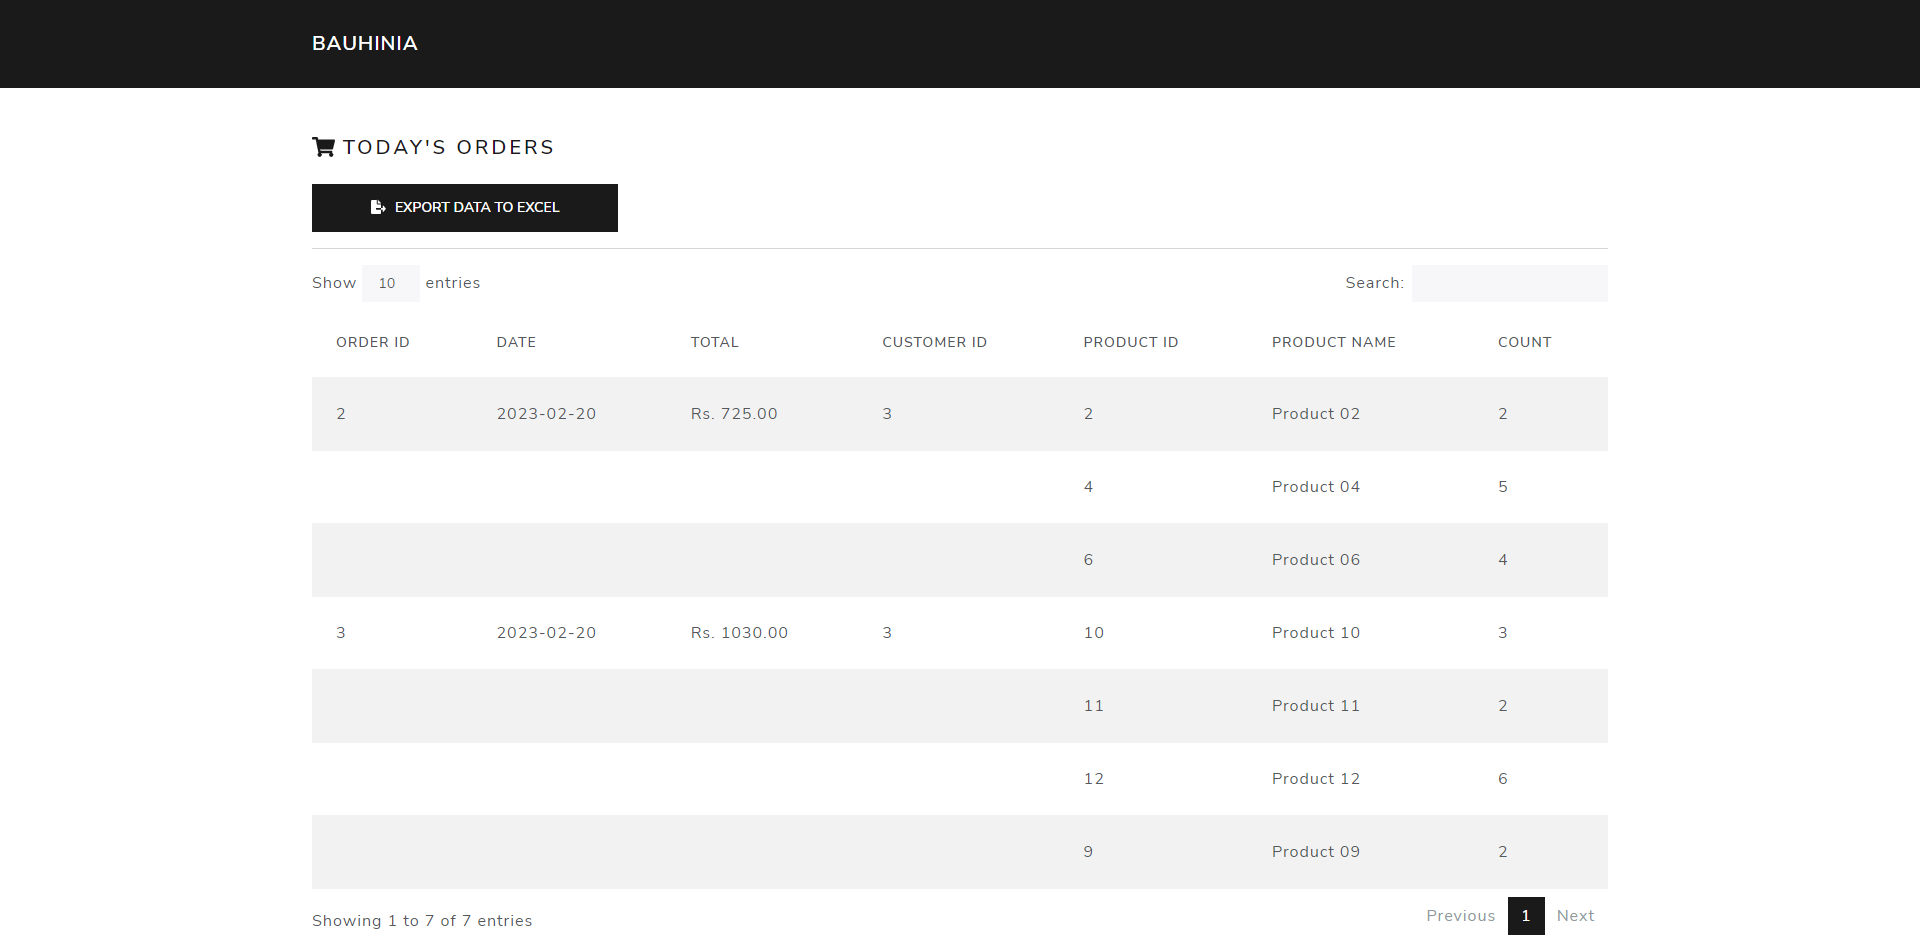 BAUHINIA
TODAY'S ORDERS
EXPORT DATA TO EXCEL
Show 10 entries Search:
ORDER ID DATE TOTAL CUSTOMER ID PRODUCT ID PRODUCT NAME COUNT
2 2023-02-20 Rs. 725.00 3 2 Product 02 2
4 Product 04 5
6 Product 06 4
3 2023-02-20 Rs. 1030.00 3 10 Product 10 3
11 Product 11 2
12 Product 12 6
9 Product 09 2
Showing 1 to 7 of 7 entries Previous 1 Next